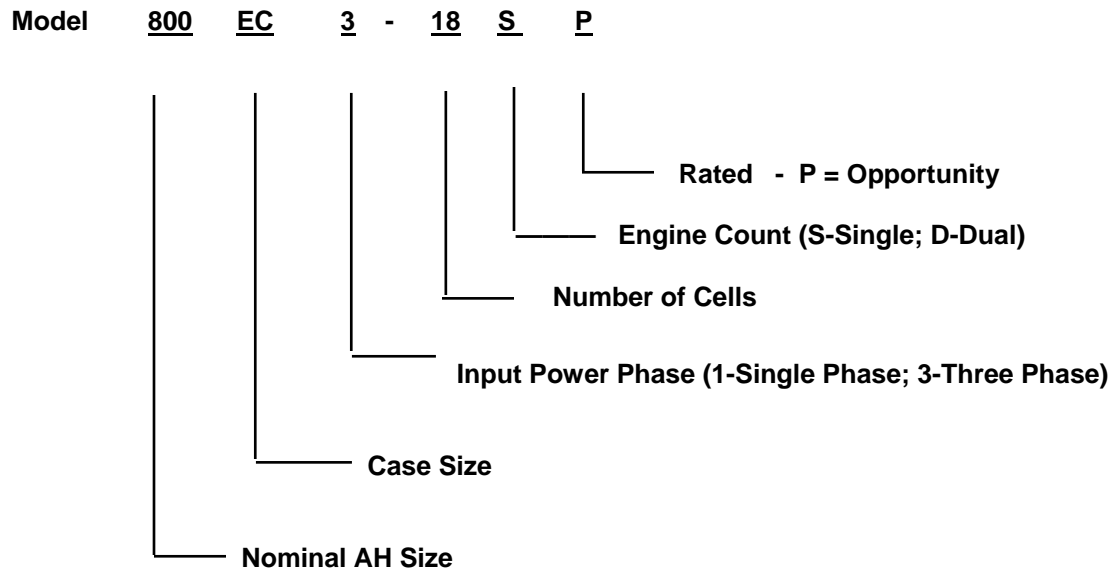 Model 800 EC 3 - 18 S P
Rated - P = Opportunity
Engine Count (S-Single; D-Dual)
Number of Cells
Input Power Phase (1-Single Phase; 3-Three Phase)
Case Size
Nominal AH Size